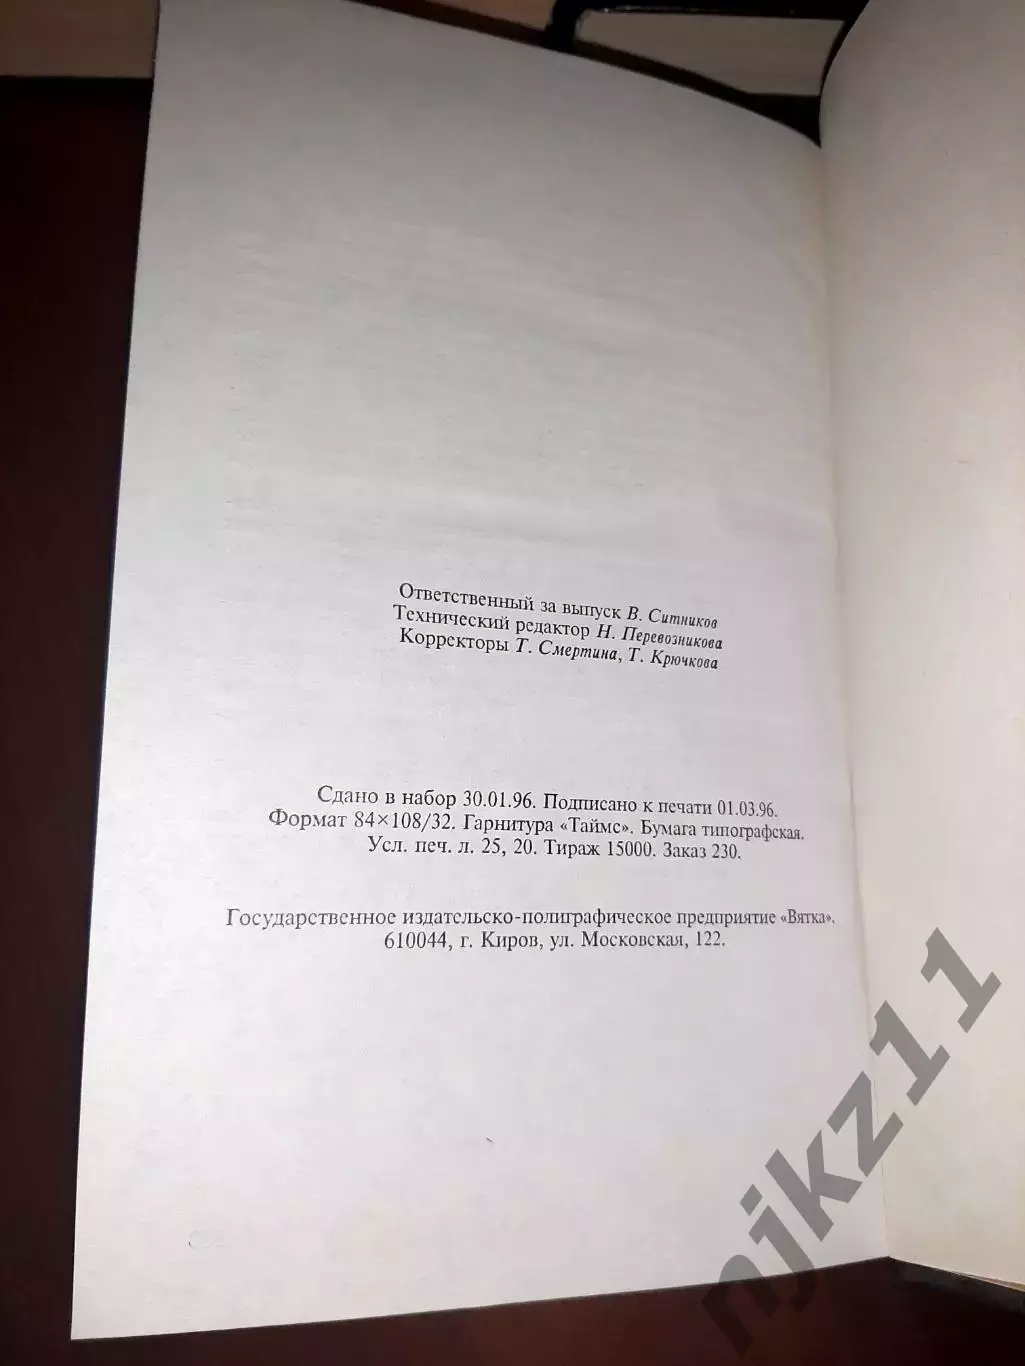 Ответственный за выпуск В. Ситников
Технический редактор Н. Перевозникова
Корректоры Т. Смертина, Т. Крючкова
Сдано в набор 30.01.96. Подписано к печати 01.03.96.
Формат 84×108/32. Гарнитура «Таймс». Бумага типографская.
Усл. печ. л. 25, 20. Тираж 15000. Заказ 230.
Государственное издательско-полиграфическое предприятие «Вятка».
610044, г. Киров, ул. Московская, 122.
njkz11